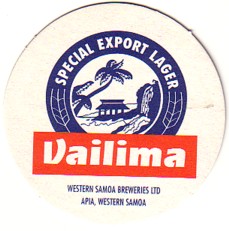 SPECIAL EXPORT LAGER
Vailima
WESTERN SAMOA BREWERIES LTD
APIA, WESTERN SAMOA